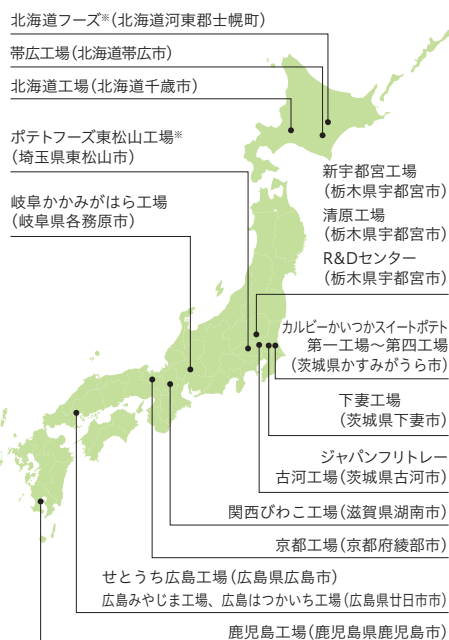 北海道フーズ※(北海道河東郡士幌町)
帯広工場(北海道帯広市)
北海道工場(北海道千歳市)
ポテトフーズ東松山工場※
(埼玉県東松山市)
岐阜かかみがはら工場
(岐阜県各務原市)
新宇都宮工場
(栃木県宇都宮市)
清原工場
(栃木県宇都宮市)
R&Dセンター
(栃木県宇都宮市)
カルビーかいつかスイートポテト
第一工場～第四工場
(茨城県かすみがうら市)
下妻工場
(茨城県下妻市)
ジャパンフリトレー
古河工場(茨城県古河市)
関西びわこ工場(滋賀県湖南市)
京都工場(京都府綾部市)
せとうち広島工場(広島県広島市)
広島みやじま工場、広島はつかいち工場(広島県廿日市市)
鹿児島工場(鹿児島県鹿児島市)